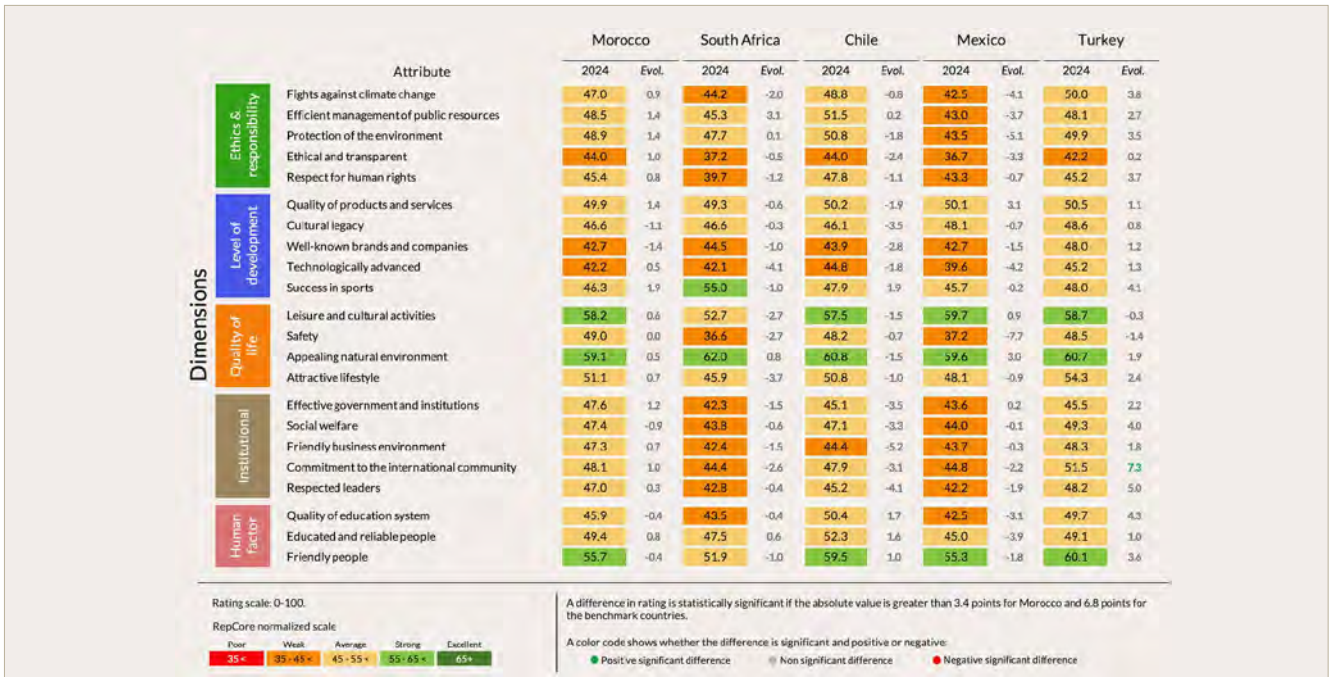 Morocco South Africa Chile Mexico Turkey
Attribute 2024 Evol. 2024 Evol. 2024 Evol. 2024 Evol. 2024 Evol.
Dimensions
Ethics & responsibility
Fights against climate change 47.0 0.9 44.2 -2.0 48.8 -0.8 42.5 -4.1 50.0 3.8
Efficient management of public resources 48.5 1.4 45.3 3.1 51.5 0.2 43.0 -3.7 48.1 2.7
Protection of the environment 48.9 1.4 47.7 0.1 50.8 -1.8 43.5 -5.1 49.9 3.5
Ethical and transparent 44.0 1.0 37.2 -0.5 44.0 -2.4 36.7 -3.3 42.2 0.2
Respect for human rights 45.4 0.8 39.7 -1.2 47.8 -1.1 43.3 -0.7 45.2 3.7
Level of development
Quality of products and services 49.9 1.4 49.3 -0.6 50.2 -1.9 50.1 3.1 50.5 1.1
Cultural legacy 46.6 -1.1 46.6 -0.3 46.1 -3.5 48.1 -0.7 48.6 0.8
Well-known brands and companies 42.7 -1.4 44.5 -1.0 43.9 -2.8 42.7 -1.5 48.0 1.2
Technologically advanced 42.2 0.5 42.1 -4.1 44.8 -1.8 39.6 -4.2 45.2 1.3
Success in sports 46.3 1.9 55.0 -1.0 47.9 1.9 45.7 -0.2 48.0 4.1
Quality of life
Leisure and cultural activities 58.2 0.6 52.7 -2.7 57.5 -1.5 59.7 0.9 58.7 -0.3
Safety 49.0 0.0 36.6 -2.7 48.2 -0.7 37.2 -7.7 48.5 -1.4
Appealing natural environment 59.1 0.5 62.0 0.8 60.8 -1.5 59.6 3.0 60.7 1.9
Attractive lifestyle 51.1 0.7 45.9 -3.7 50.8 -1.0 48.1 -0.9 54.3 2.4
Institutional
Effective government and institutions 47.6 1.2 42.3 -1.5 45.1 -3.5 43.6 0.2 45.5 2.2
Social welfare 47.4 -0.9 43.8 -0.6 47.1 -3.3 44.0 -0.1 49.3 4.0
Friendly business environment 47.3 0.7 42.4 -1.5 44.4 -5.2 43.7 -0.3 48.3 1.8
Commitment to the international community 48.1 1.0 44.4 -2.6 47.9 -3.1 44.8 -2.2 51.5 7.3
Respected leaders 47.0 0.3 42.8 -0.4 45.2 -4.1 42.2 -1.9 48.2 5.0
Human factor
Quality of education system 45.9 -0.4 43.5 -0.4 50.4 1.7 42.5 -3.1 49.7 4.3
Educated and reliable people 49.4 0.8 47.5 0.6 52.3 1.6 45.0 -3.9 49.1 1.0
Friendly people 55.7 -0.4 51.9 -1.0 59.5 1.0 55.3 -1.8 60.1 3.6
Rating scale: 0-100.
RepCore normalized scale
Poor Weak Average Strong Excellent
35< 35-45< 45-55< 55-65< 65+
A difference in rating is statistically significant if the absolute value is greater than 3.4 points for Morocco and 6.8 points for
the benchmark countries.
A color code shows whether the difference is significant and positive or negative:
Positive significant difference Non significant difference Negative significant difference